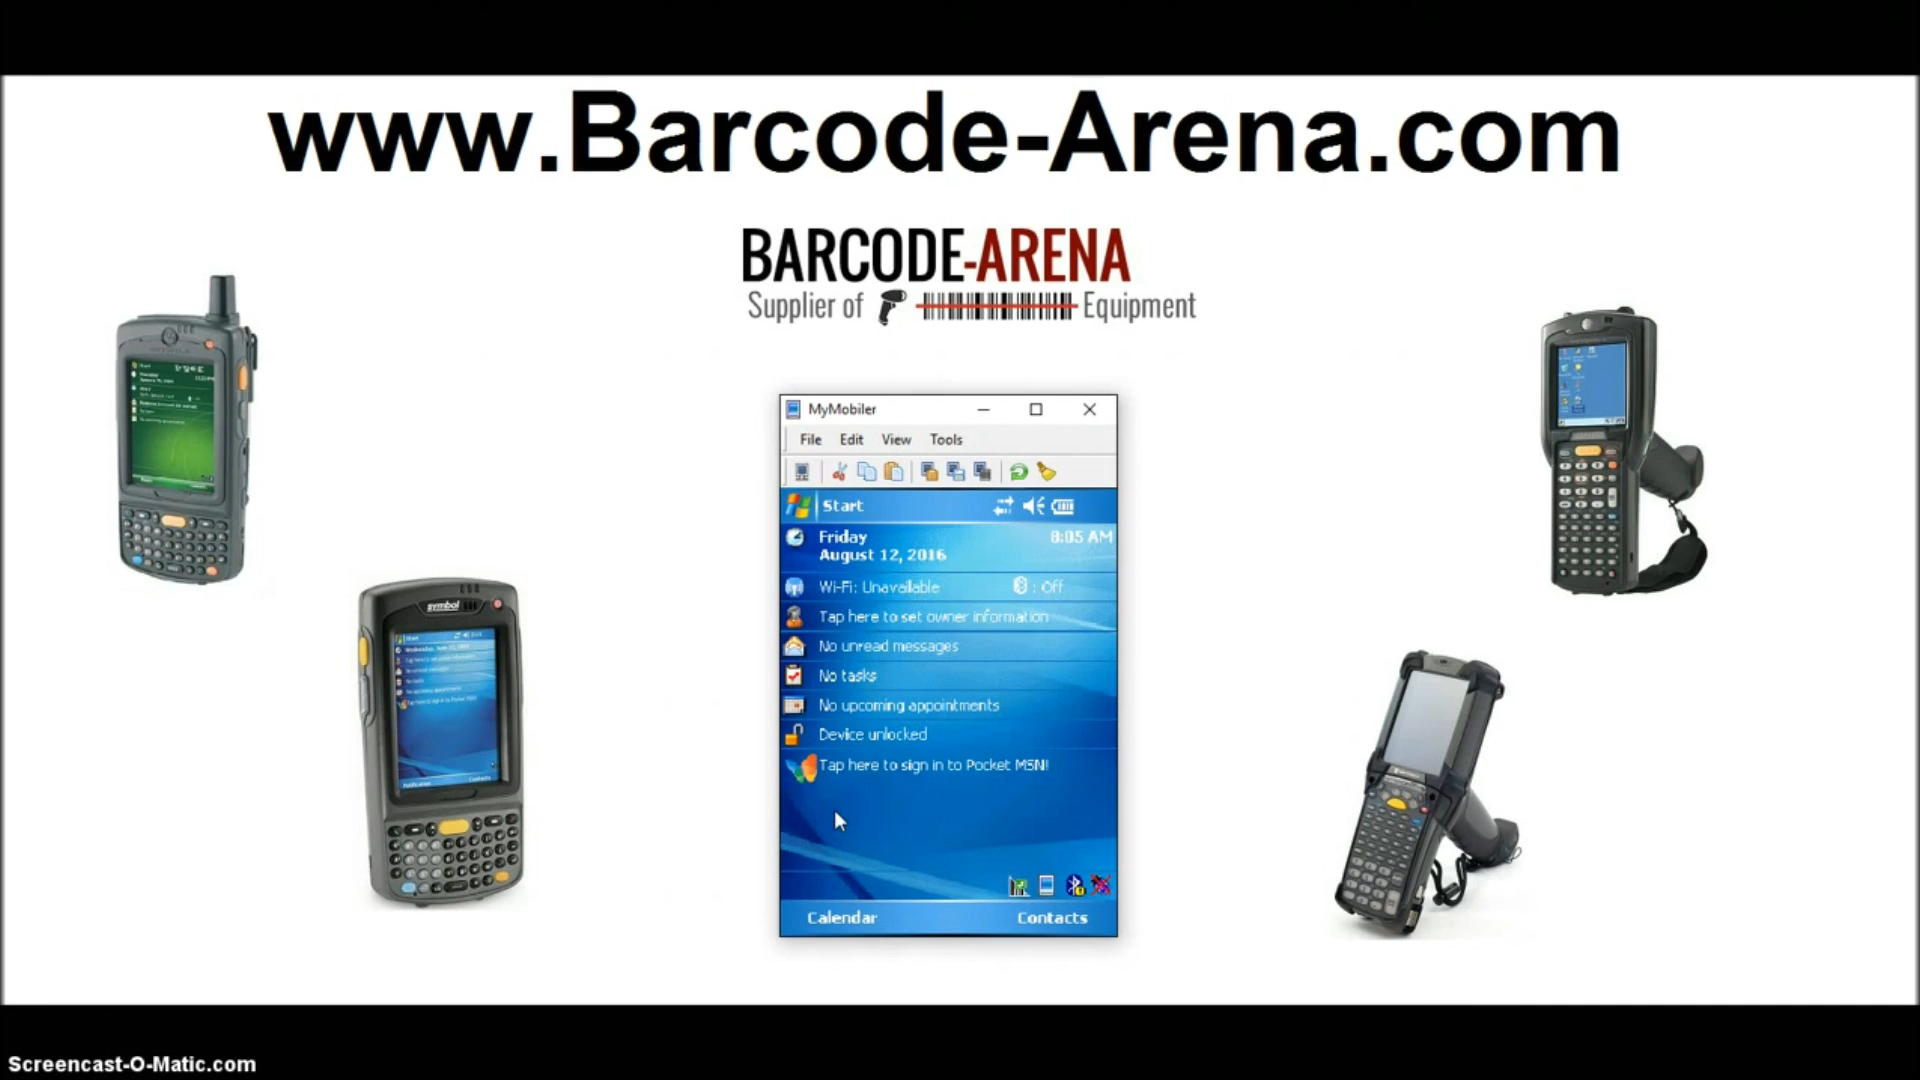 www.Barcode-Arena.com
BARCODE-ARENA
Supplier of Equipment
MyMobiler
File Edit View Tools
Start
Friday 8:05 AM
August 12, 2016
Wi-Fi: Unavailable : Off
Tap here to set owner information
No unread messages
No tasks
No upcoming appointments
Device unlocked
Tap here to sign in to Pocket MSN!
Calendar Contacts
symbol
Screencast-O-Matic.com